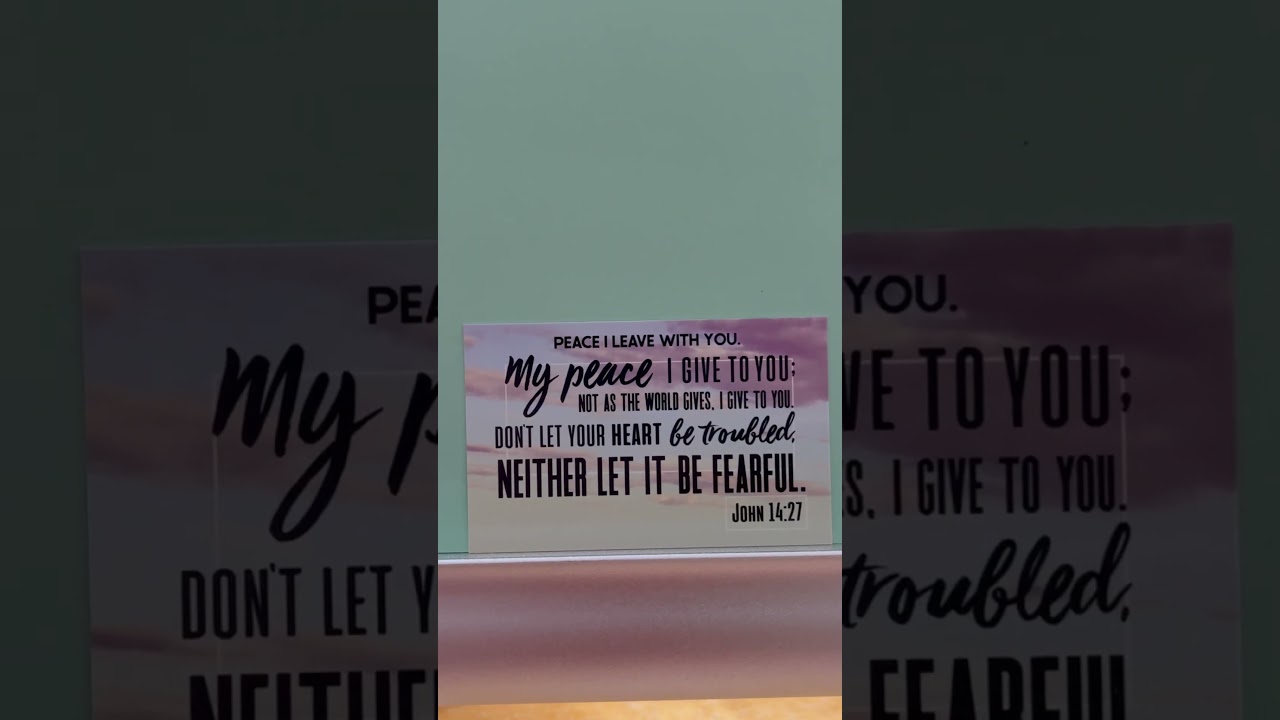 PEACE I LEAVE WITH YOU.
My peace I GIVE TO YOU;
NOT AS THE WORLD GIVES, I GIVE TO YOU.
DON'T LET YOUR HEART be troubled,
NEITHER LET IT BE FEARFUL.
JOHN 14:27